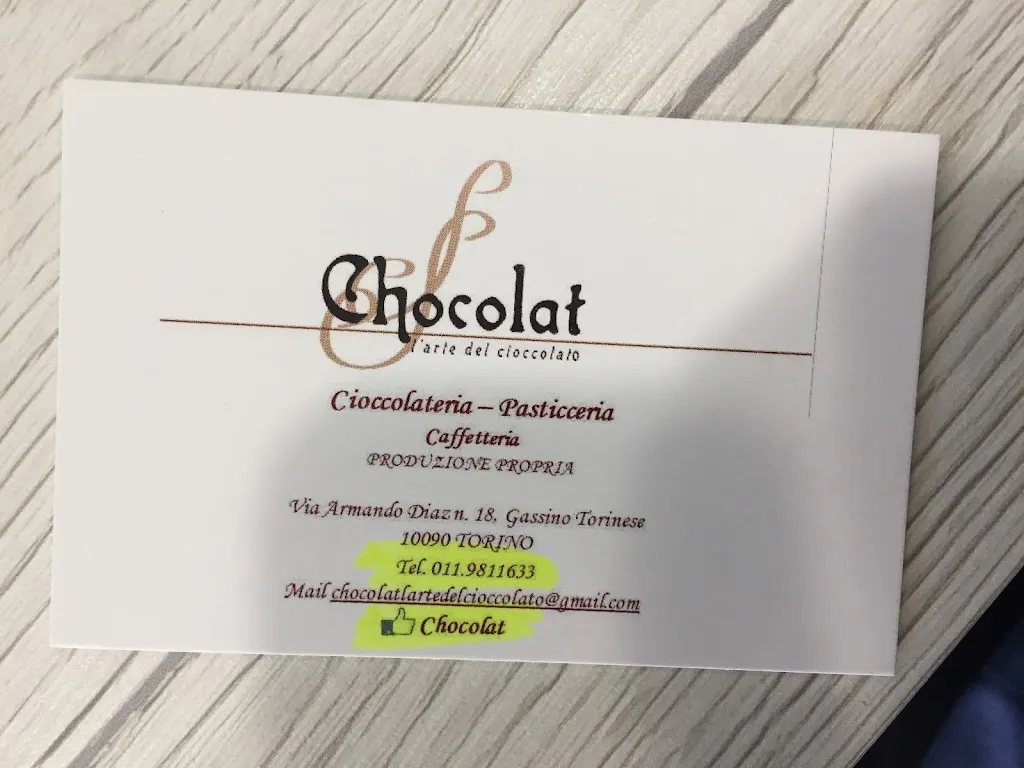 Chocolat
l'arte del cioccolato
Cioccolateria – Pasticceria
Caffetteria
PRODUZIONE PROPRIA
Via Armando Diaz n. 18, Gassino Torinese
10090 TORINO
Tel. 011.9811633
Mail chocolatlartedelcioccolato@gmail.com
Chocolat